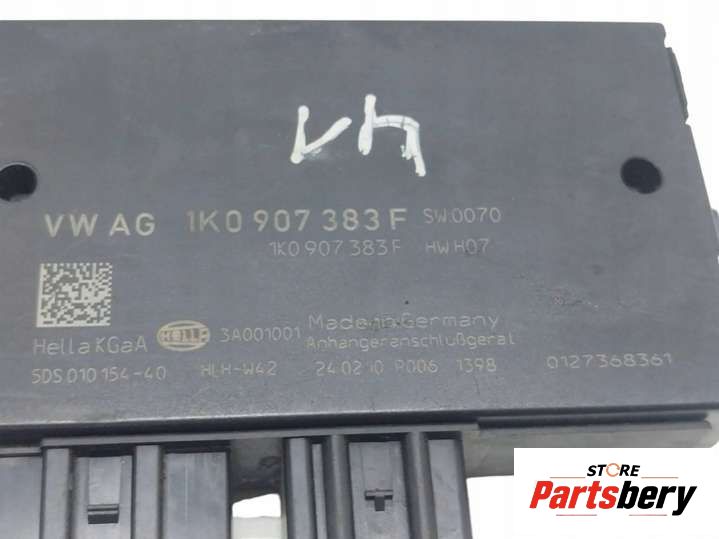 Vh
VW AG 1K0 907 383 F SW:0070
1K0 907 383 F HW H07
Hella KGaA HELLA 3A001001 Made in Germany
Anhängeranschlußgerät
5DS 010 154-40 HLH-W42 24.02.10 R006 1398 0127368361
STORE
Partsbery